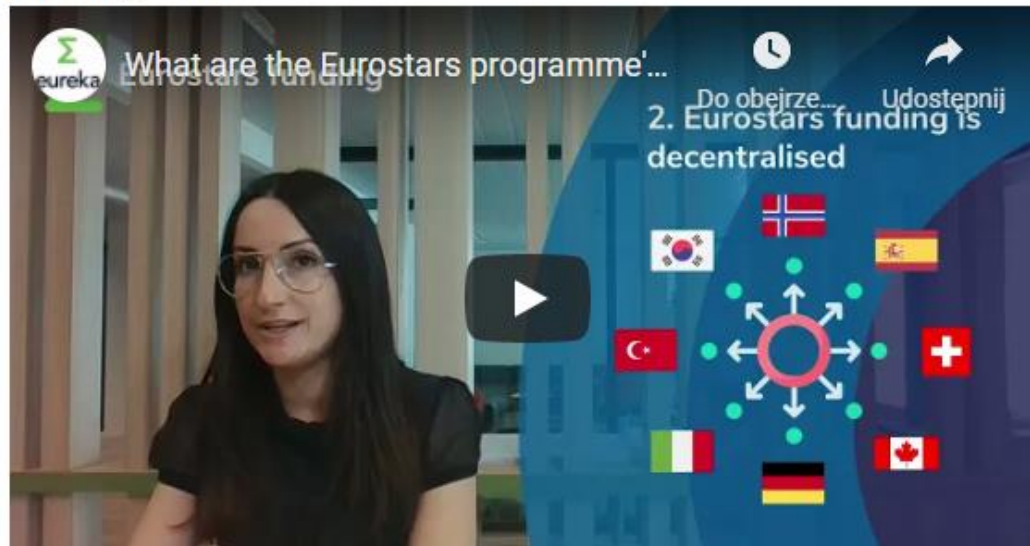 Σ
eureka
What are the Eurostars programme'...
Eurostars funding
Do obejrze...
Udostępnij
2. Eurostars funding is
decentralised